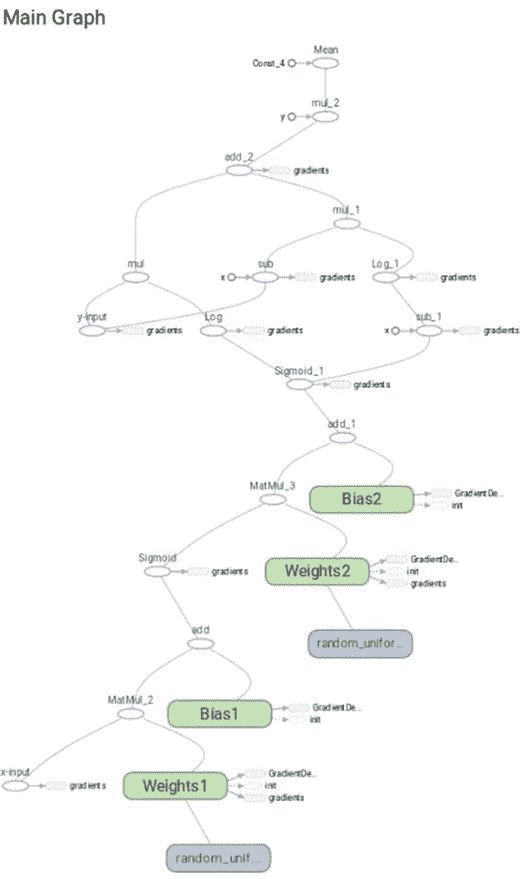 Main Graph
Mean
Const_4
mul_2
y
add_2
gradients
mul_1
mul
x
sub
gradients
Log_1
gradients
y-input
gradients
Log
gradients
x
sub_1
gradients
Sigmoid_1
gradients
add_1
MatMul_3
Bias2
GradientDe..
init
Sigmoid
gradients
Weights2
GradientDe..
init
gradients
add
random_unifor..
MatMul_2
Bias1
GradientDe..
init
x-input
gradients
Weights1
GradientDe..
init
gradients
random_unif...